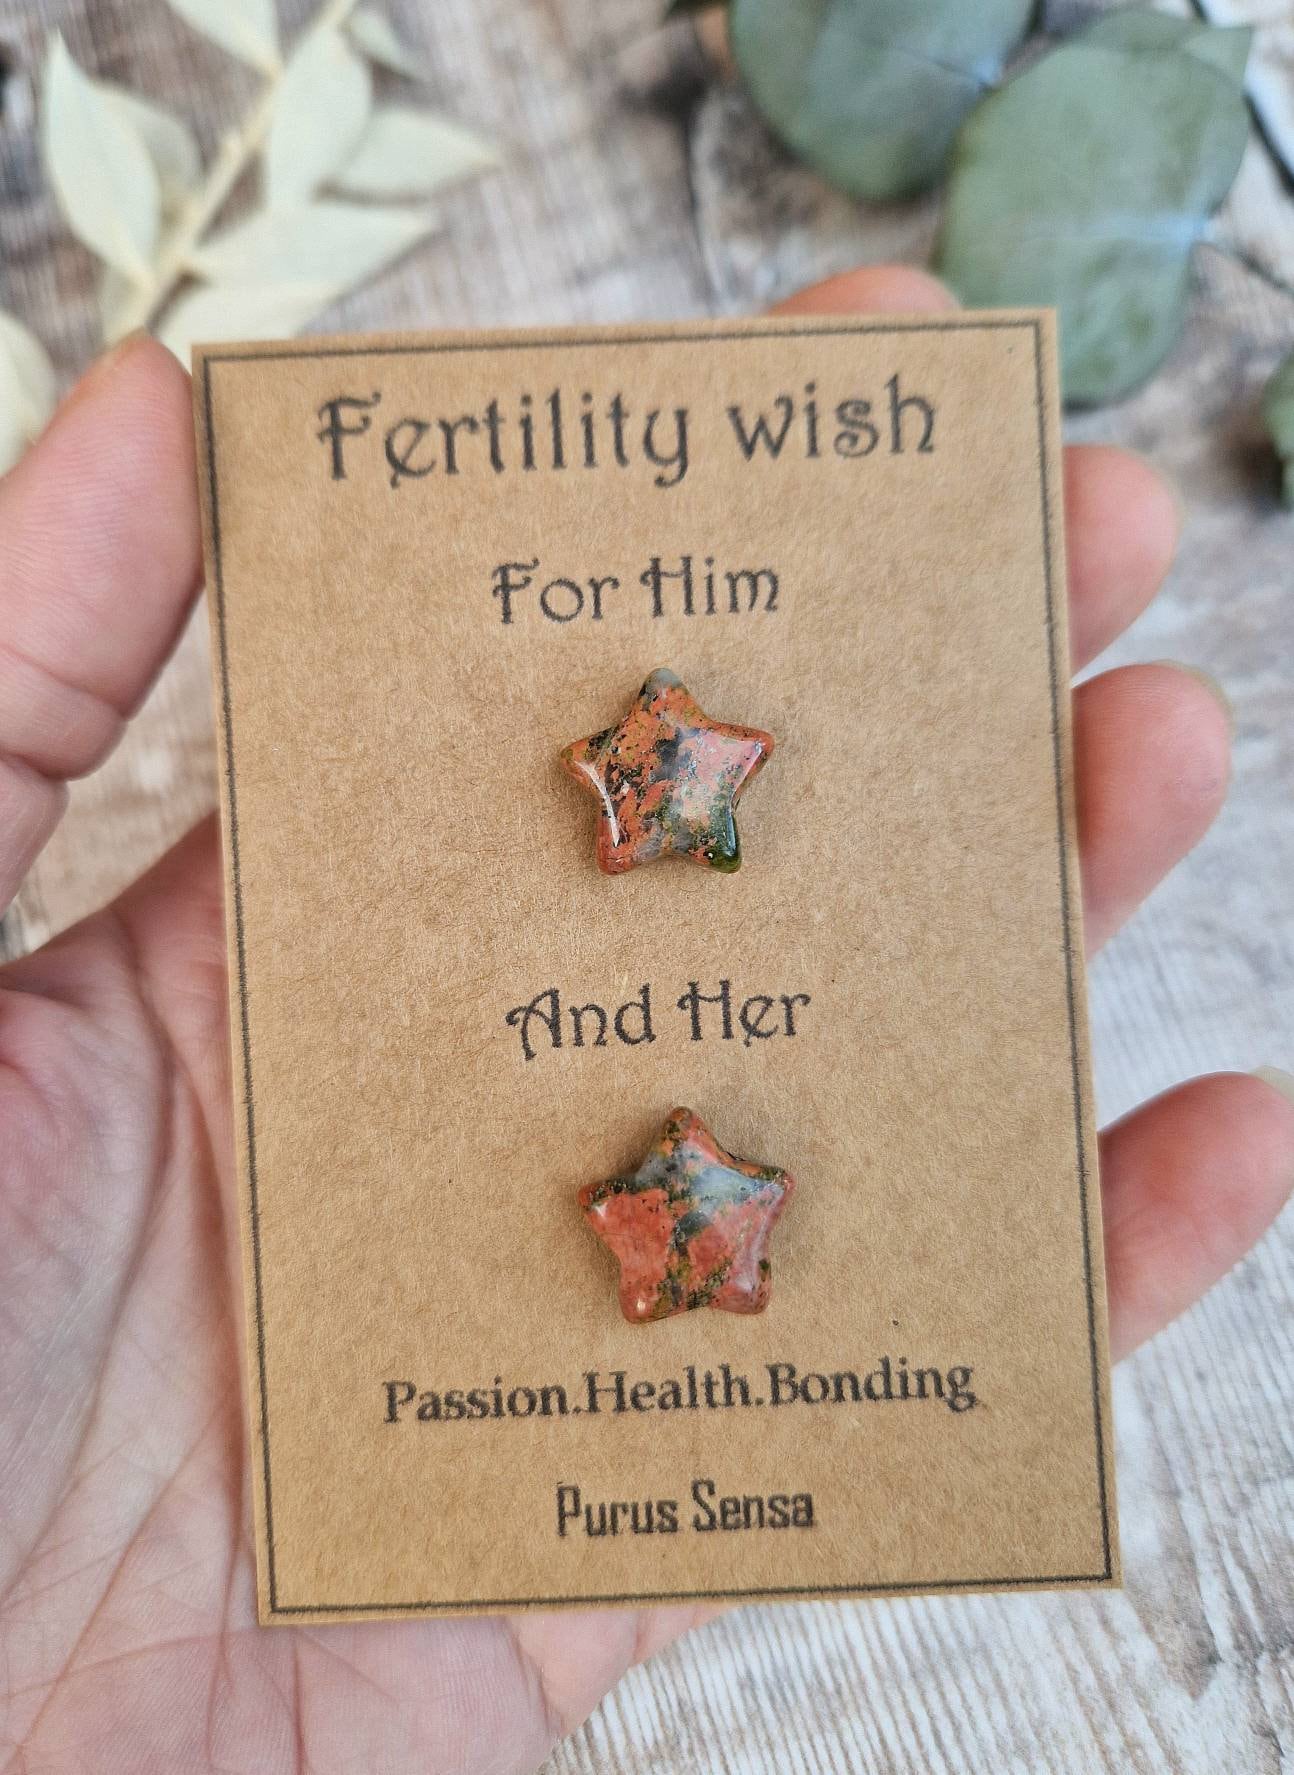 Fertility wish
For Him
And Her
Passion.Health.Bonding
Purus Sensa